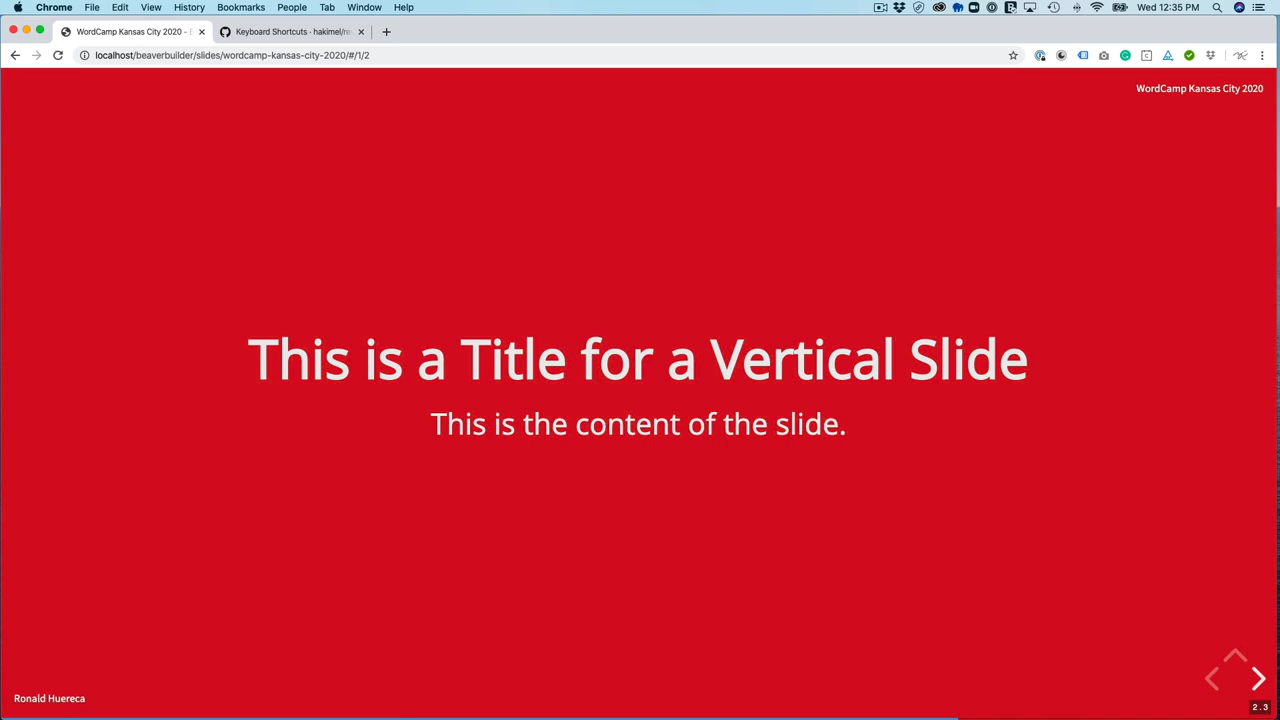 Chrome File Edit View History Bookmarks People Tab Window Help Wed 12:35 PM
WordCamp Kansas City 2020 - Keyboard Shortcuts · hakimel/re
localhost/beaverbuilder/slides/wordcamp-kansas-city-2020/#/1/2
WordCamp Kansas City 2020
This is a Title for a Vertical Slide
This is the content of the slide.
Ronald Huereca
2.3